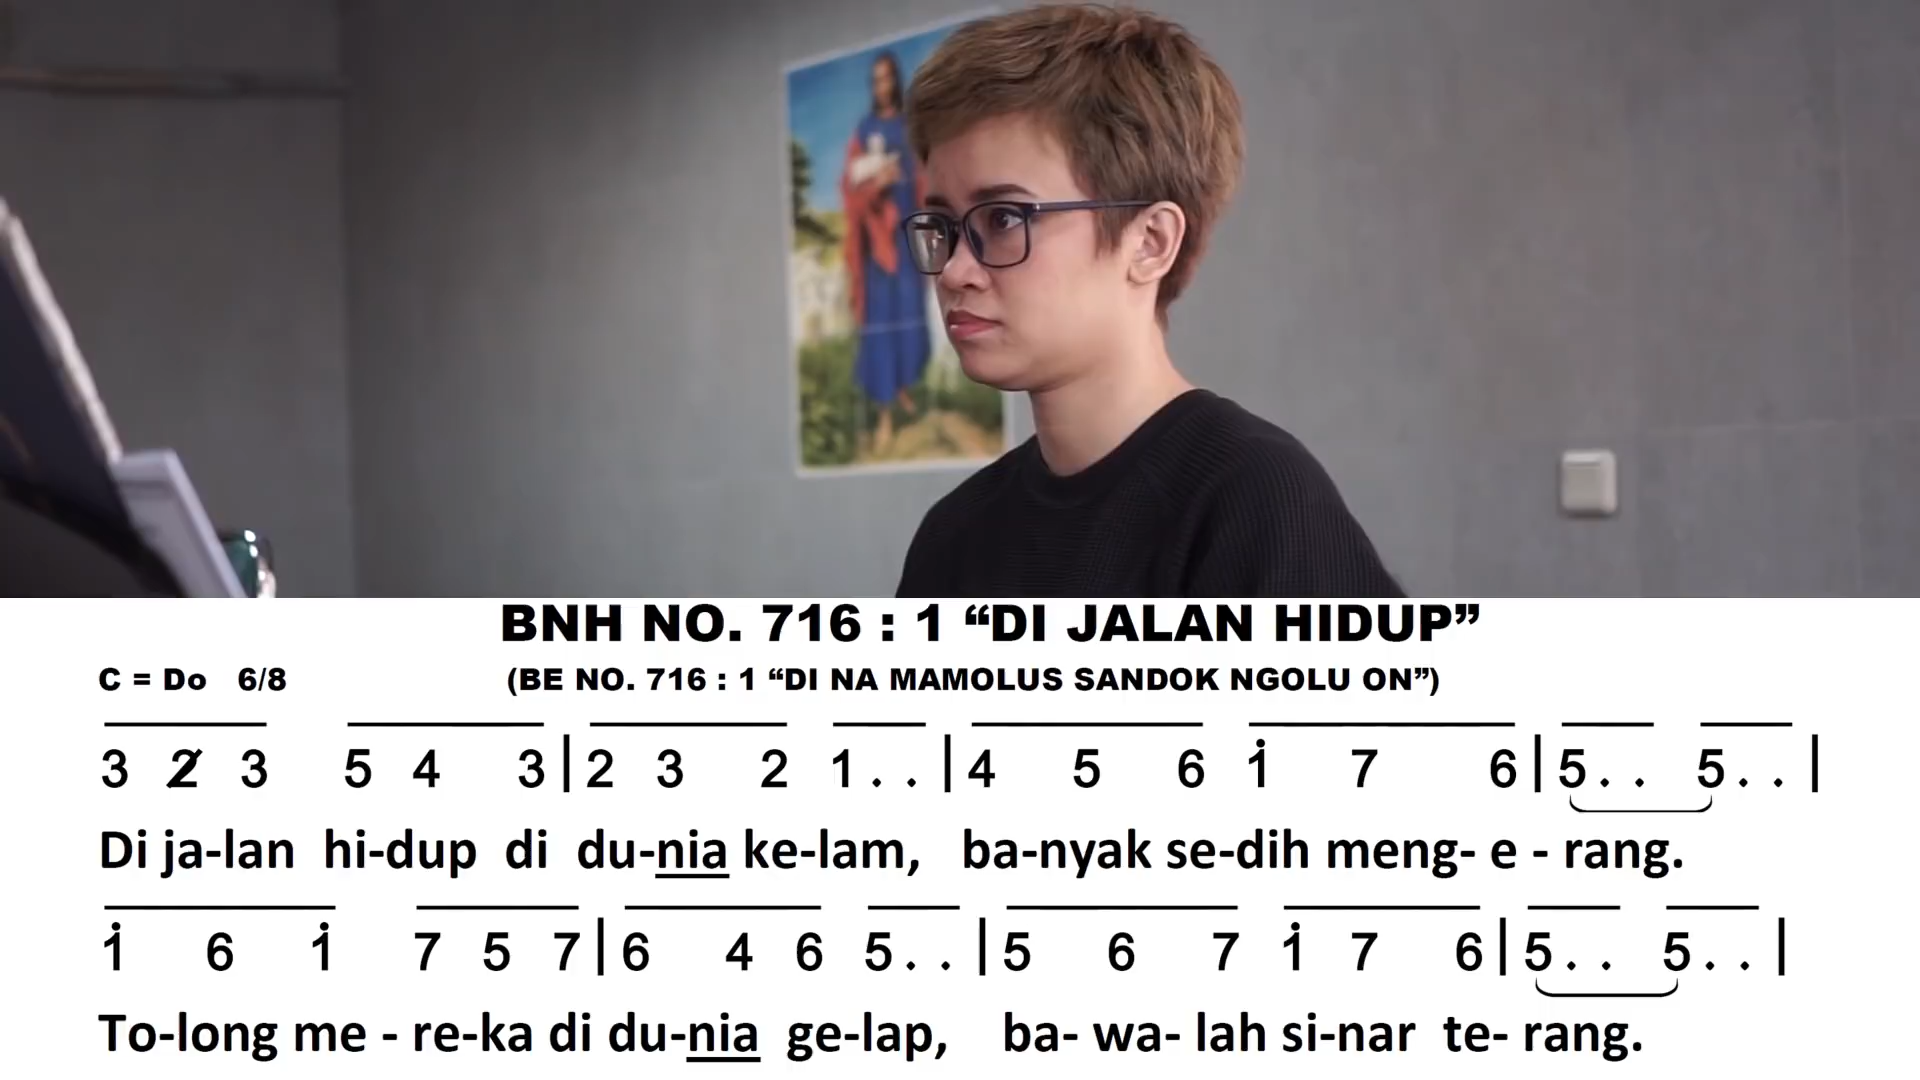 BNH NO. 716 : 1 “DI JALAN HIDUP”
C = Do 6/8 (BE NO. 716 : 1 “DI NA MAMOLUS SANDOK NGOLU ON”)
3 2̸ 3 5 4 3 | 2 3 2 1 . . | 4 5 6 1̇ 7 6 | 5 . . 5 . . |
Di ja-lan hi-dup di du-nia ke-lam, ba-nyak se-dih meng- e - rang.
1̇ 6 1̇ 7 5 7 | 6 4 6 5 . . | 5 6 7 1̇ 7 6 | 5 . . 5 . . |
To-long me - re-ka di du-nia ge-lap, ba- wa- lah si-nar te- rang.